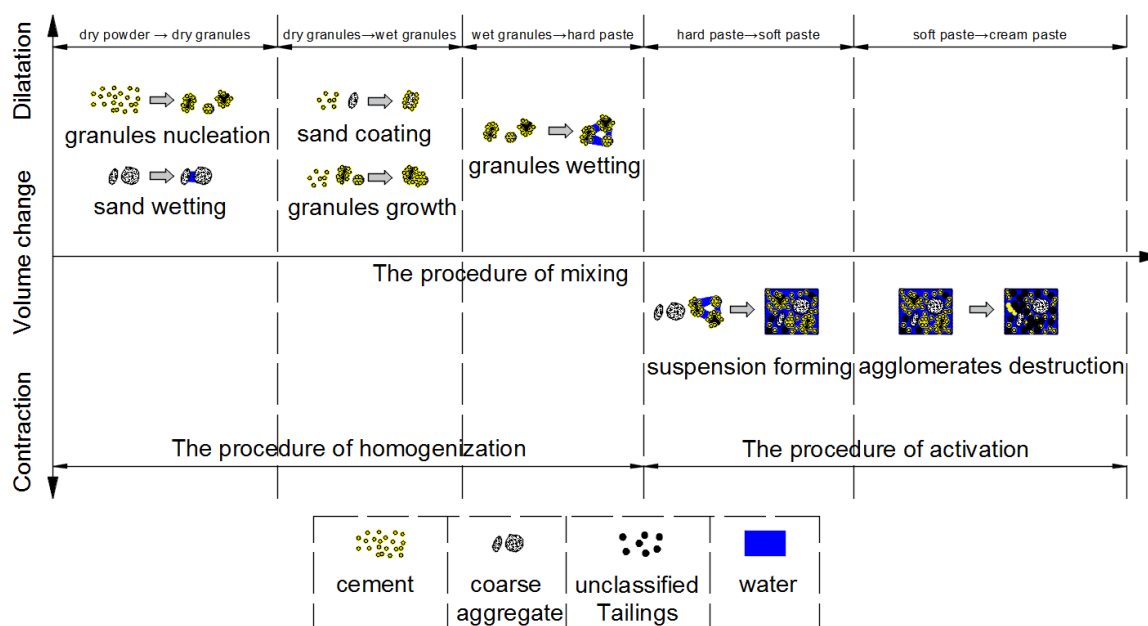 dry powder → dry granules
dry granules→wet granules
wet granules→hard paste
hard paste→soft paste
soft paste→cream paste
Dilatation
granules nucleation
sand coating
granules wetting
sand wetting
granules growth
Volume change
The procedure of mixing
suspension forming
agglomerates destruction
Contraction
The procedure of homogenization
The procedure of activation
cement
coarse
aggregate
unclassified
Tailings
water